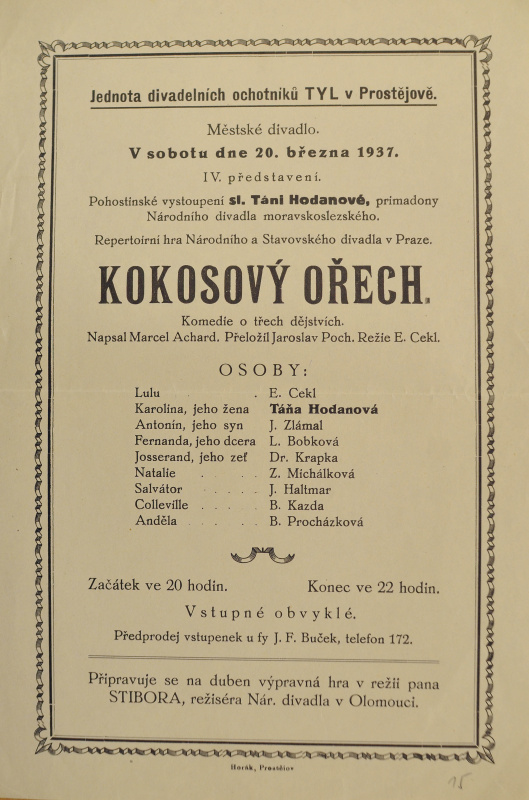 Jednota divadelních ochotníků TYL v Prostějově.
Městské divadlo.
V sobotu dne 20. března 1937.
IV. představení.
Pohostinské vystoupení sl. Táni Hodanové, primadony
Národního divadla moravskoslezského.
Repertoirní hra Národního a Stavovského divadla v Praze.
KOKOSOVÝ OŘECH.
Komedie o třech dějstvích.
Napsal Marcel Achard. Přeložil Jaroslav Poch. Režie E. Cekl.
OSOBY:
Lulu . . E. Cekl
Karolina, jeho žena Táňa Hodanová
Antonín, jeho syn J. Zlámal
Fernanda, jeho dcera L. Bobková
Josserand, jeho zeť Dr. Krapka
Natalie . . . . Z. Michálková
Salvátor . . . . . J. Haltmar
Colleville . . . . B. Kazda
Anděla . . . . . B. Procházková
Začátek ve 20 hodin. Konec ve 22 hodin.
Vstupné obvyklé.
Předprodej vstupenek u fy J. F. Buček, telefon 172.
Připravuje se na duben výpravná hra v režii pana
STIBORA, režiséra Nár. divadla v Olomouci.
Horák, Prostějov
15